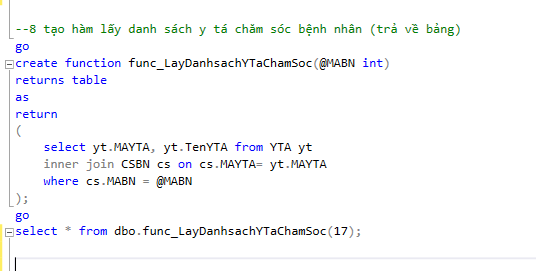 --8 tạo hàm lấy danh sách y tá chăm sóc bệnh nhân (trả về bảng)
go
create function func_LayDanhsachYTaChamSoc(@MABN int)
returns table
as
return
(
select yt.MAYTA, yt.TenYTA from YTA yt
inner join CSBN cs on cs.MAYTA= yt.MAYTA
where cs.MABN = @MABN
);
go
select * from dbo.func_LayDanhsachYTaChamSoc(17);